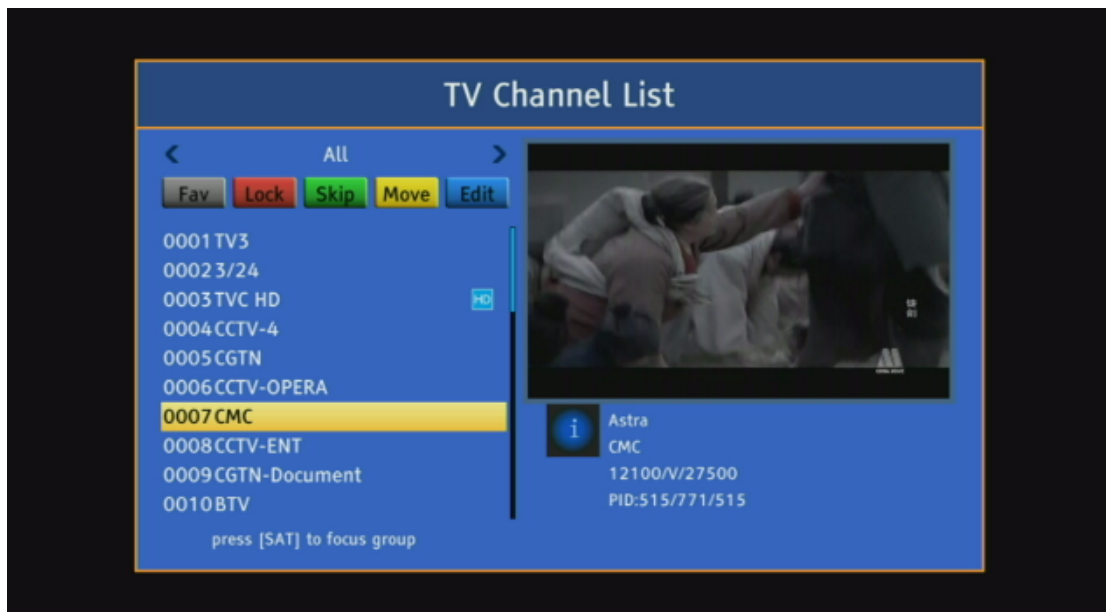 TV Channel List
All
Fav Lock Skip Move Edit
0001 TV3
0002 3/24
0003 TVC HD HD
0004 CCTV-4
0005 CGTN
0006 CCTV-OPERA
0007 CMC
0008 CCTV-ENT
0009 CGTN-Document
0010 BTV
press [SAT] to focus group
i
Astra
CMC
12100/V/27500
PID:515/771/515